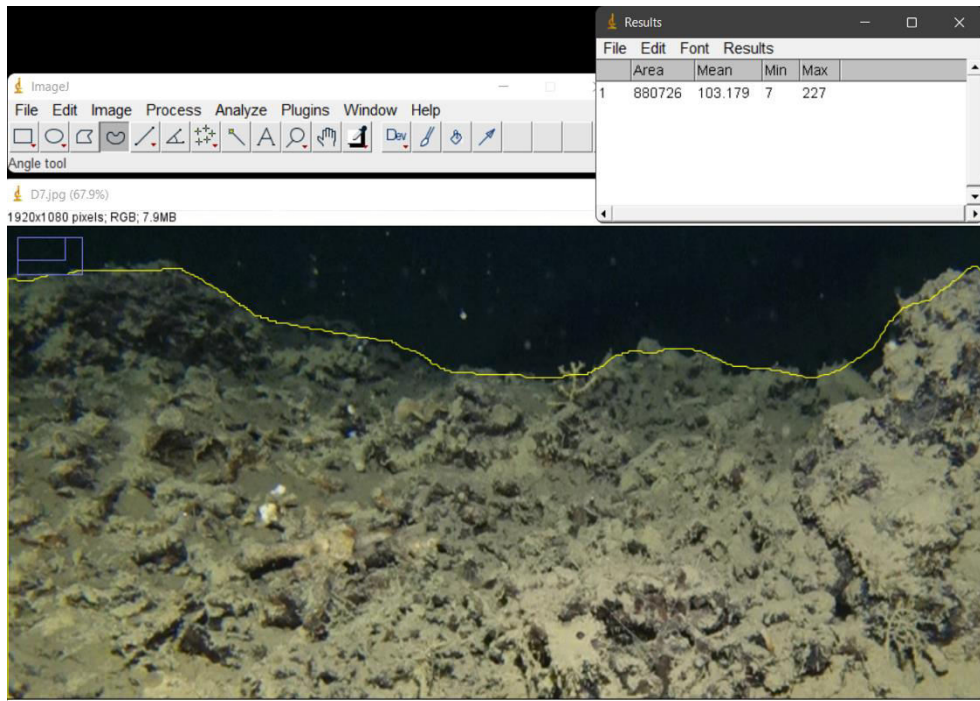 Results
File Edit Font Results
Area Mean Min Max
1 880726 103.179 7 227
ImageJ
File Edit Image Process Analyze Plugins Window Help
A Dev
Angle tool
D7.jpg (67.9%)
1920x1080 pixels; RGB; 7.9MB